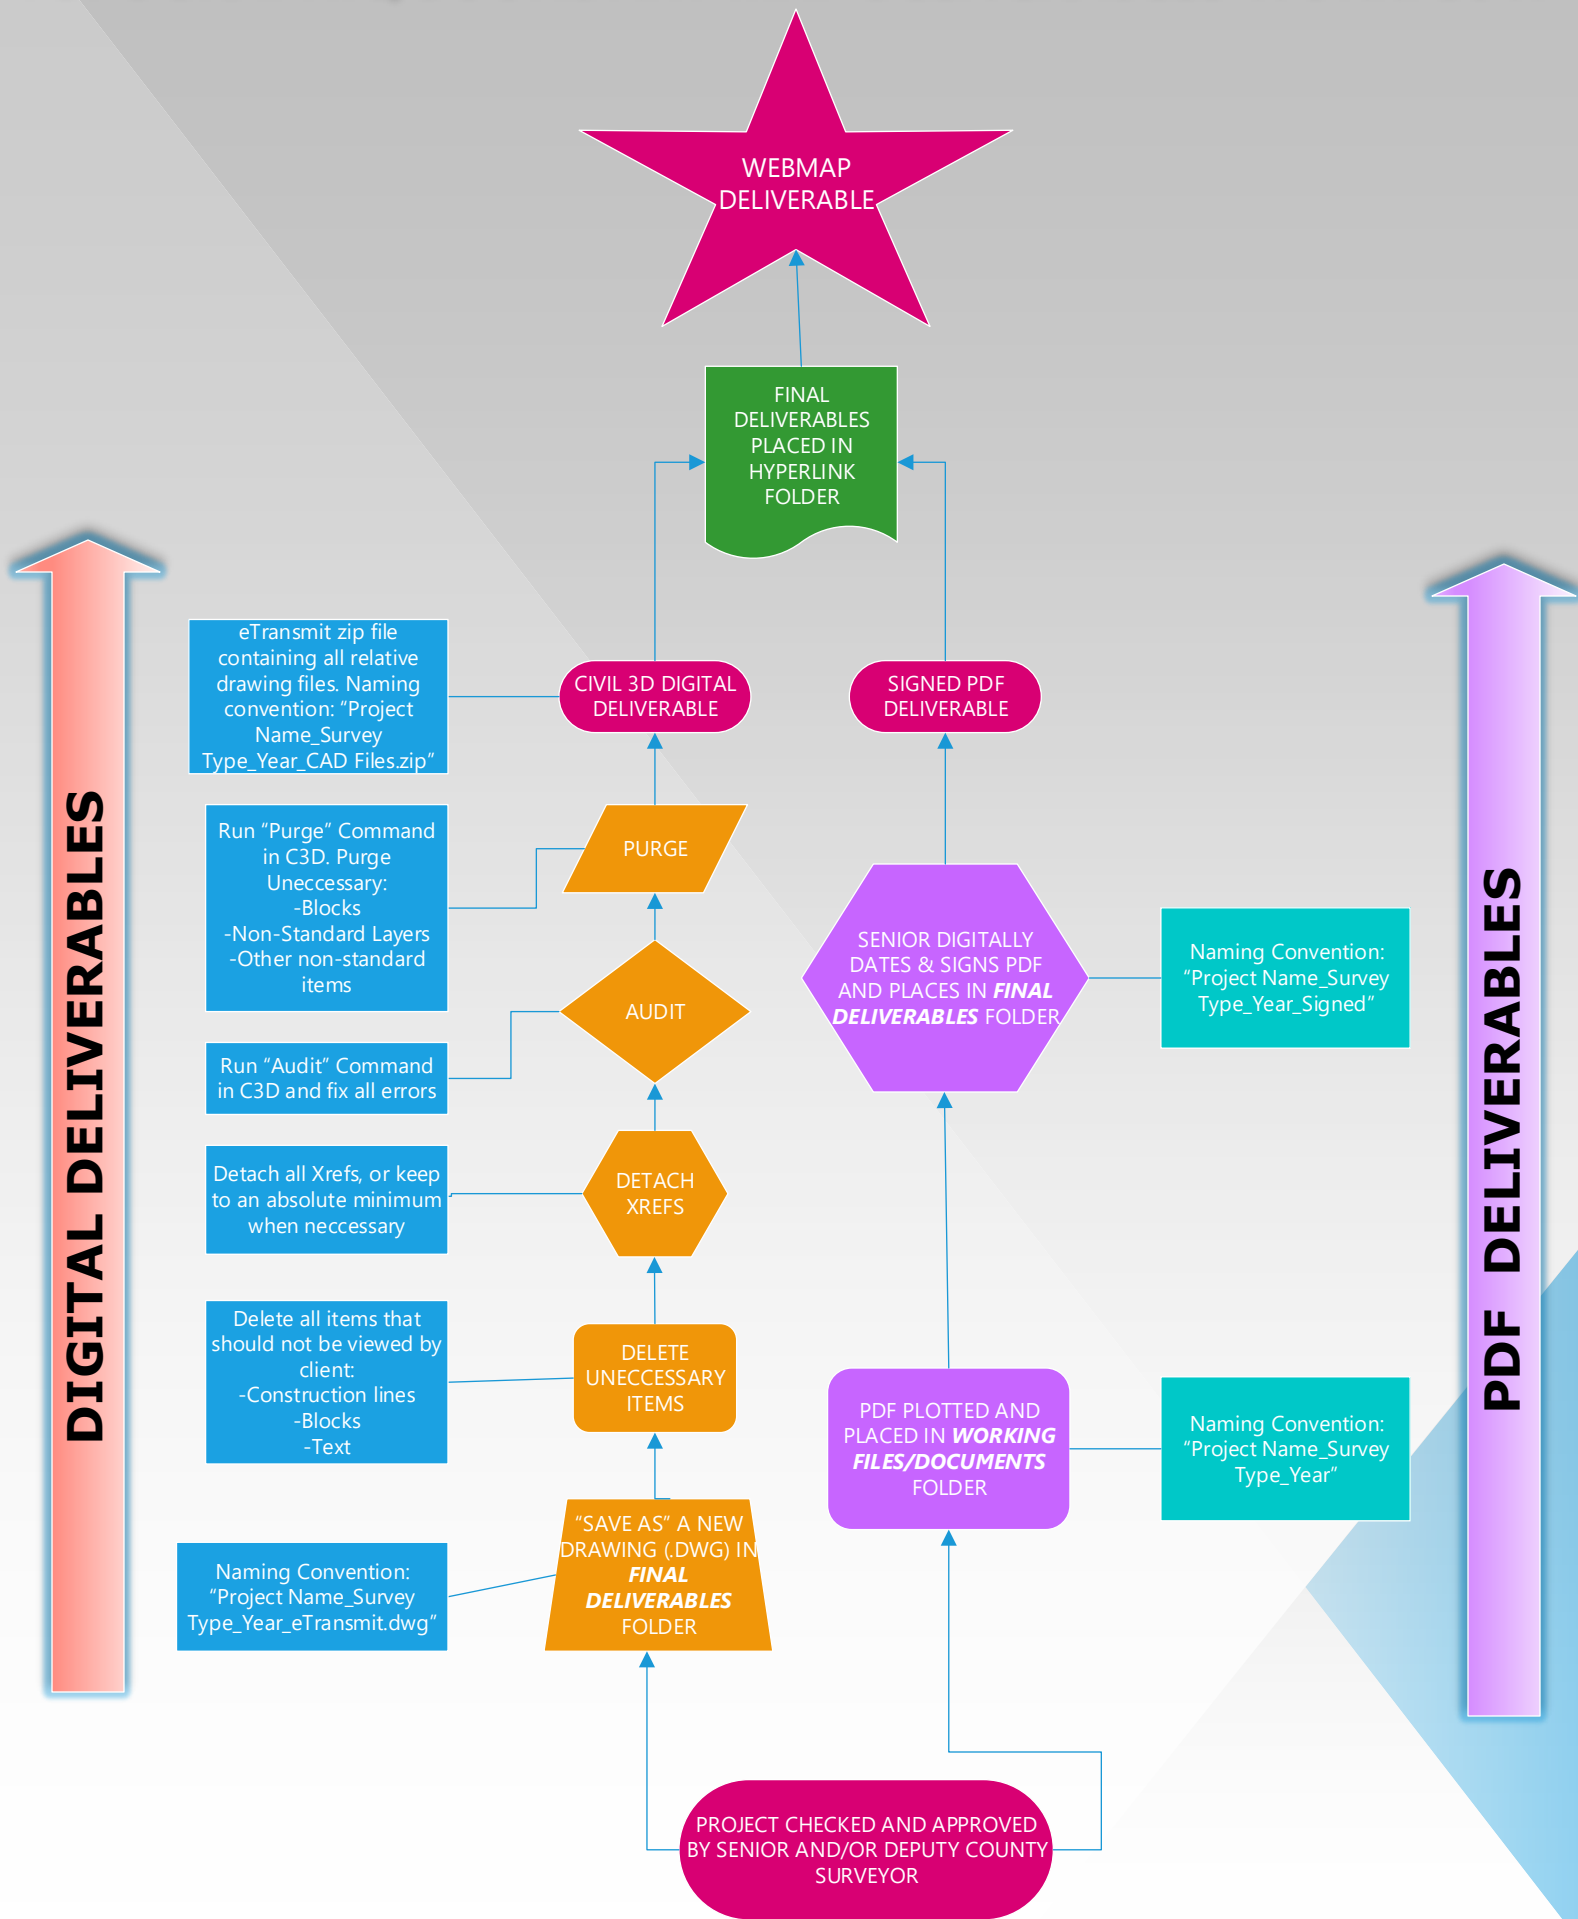 WEBMAP
DELIVERABLE
FINAL
DELIVERABLES
PLACED IN
HYPERLINK
FOLDER
DIGITAL DELIVERABLES
eTransmit zip file
containing all relative
drawing files. Naming
convention: “Project
Name_Survey
Type_Year_CAD Files.zip”
CIVIL 3D DIGITAL
DELIVERABLE
SIGNED PDF
DELIVERABLE
Run “Purge” Command
in C3D. Purge
Uneccessary:
-Blocks
-Non-Standard Layers
-Other non-standard
items
PURGE
Run “Audit” Command
in C3D and fix all errors
AUDIT
SENIOR DIGITALLY
DATES & SIGNS PDF
AND PLACES IN FINAL
DELIVERABLES FOLDER
Naming Convention:
“Project Name_Survey
Type_Year_Signed”
PDF DELIVERABLES
Detach all Xrefs, or keep
to an absolute minimum
when neccessary
DETACH
XREFS
Delete all items that
should not be viewed by
client:
-Construction lines
-Blocks
-Text
DELETE
UNECCESSARY
ITEMS
PDF PLOTTED AND
PLACED IN WORKING
FILES/DOCUMENTS
FOLDER
Naming Convention:
“Project Name_Survey
Type_Year”
Naming Convention:
“Project Name_Survey
Type_Year_eTransmit.dwg”
“SAVE AS” A NEW
DRAWING (.DWG) IN
FINAL
DELIVERABLES
FOLDER
PROJECT CHECKED AND APPROVED
BY SENIOR AND/OR DEPUTY COUNTY
SURVEYOR